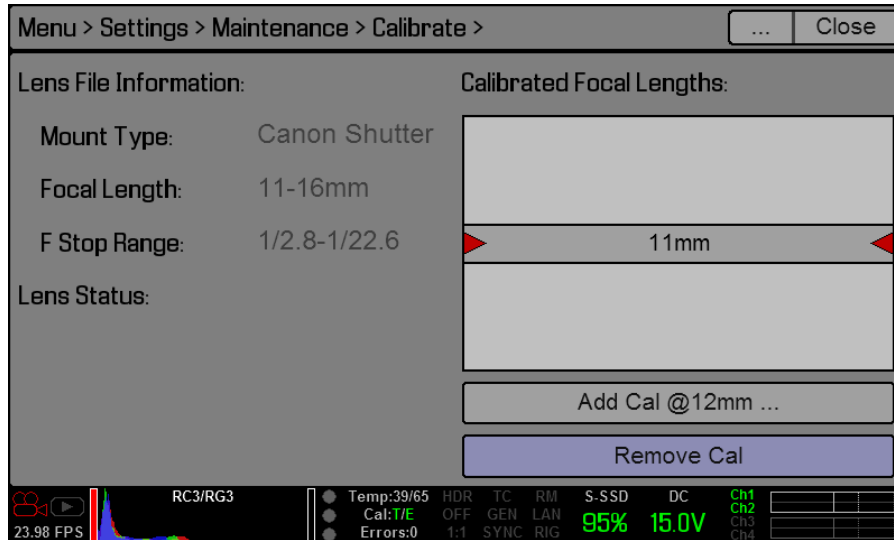 Menu > Settings > Maintenance > Calibrate >
...
Close
Lens File Information:
Mount Type: Canon Shutter
Focal Length: 11-16mm
F Stop Range: 1/2.8-1/22.6
Lens Status:
Calibrated Focal Lengths:
11mm
Add Cal @12mm ...
Remove Cal
23.98 FPS
RC3/RG3
Temp:39/65
Cal:T/E
Errors:0
HDR TC RM
OFF GEN LAN
1:1 SYNC RIG
S-SSD
95%
DC
15.0V
Ch1
Ch2
Ch3
Ch4